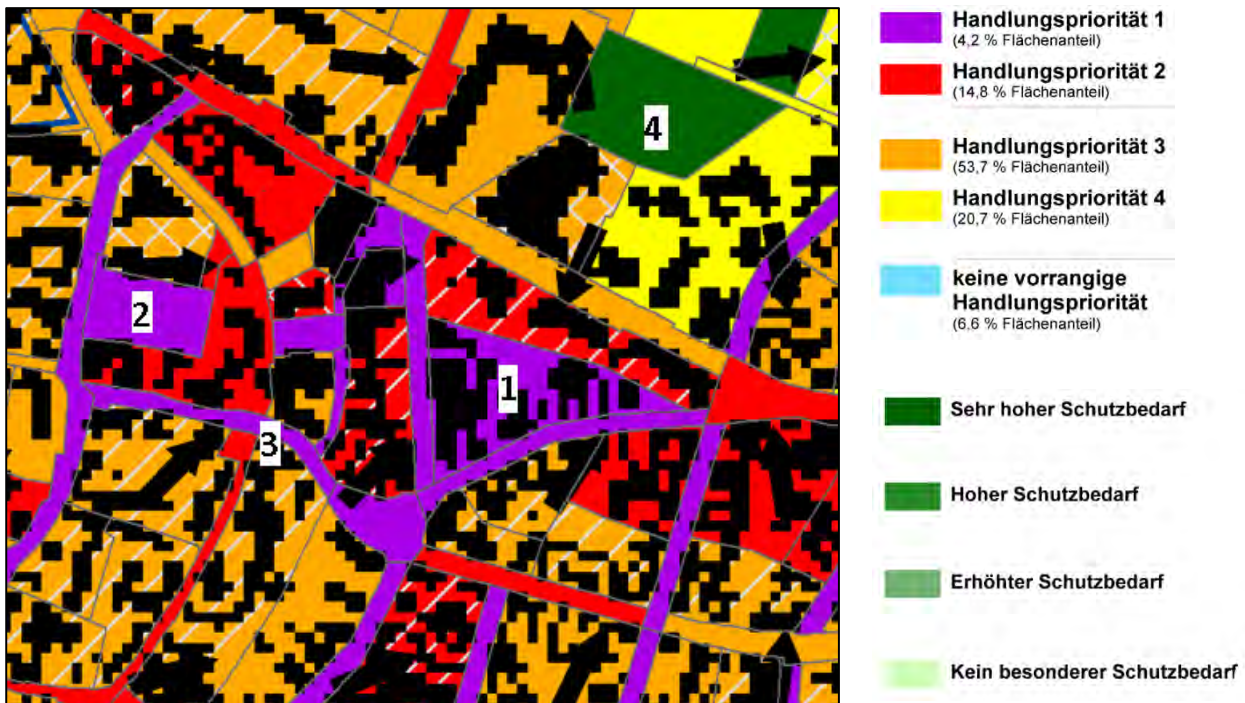 Handlungspriorität 1
(4,2 % Flächenanteil)
Handlungspriorität 2
(14,8 % Flächenanteil)
Handlungspriorität 3
(53,7 % Flächenanteil)
Handlungspriorität 4
(20,7 % Flächenanteil)
keine vorrangige
Handlungspriorität
(6,6 % Flächenanteil)
Sehr hoher Schutzbedarf
Hoher Schutzbedarf
Erhöhter Schutzbedarf
Kein besonderer Schutzbedarf
4
2
1
3